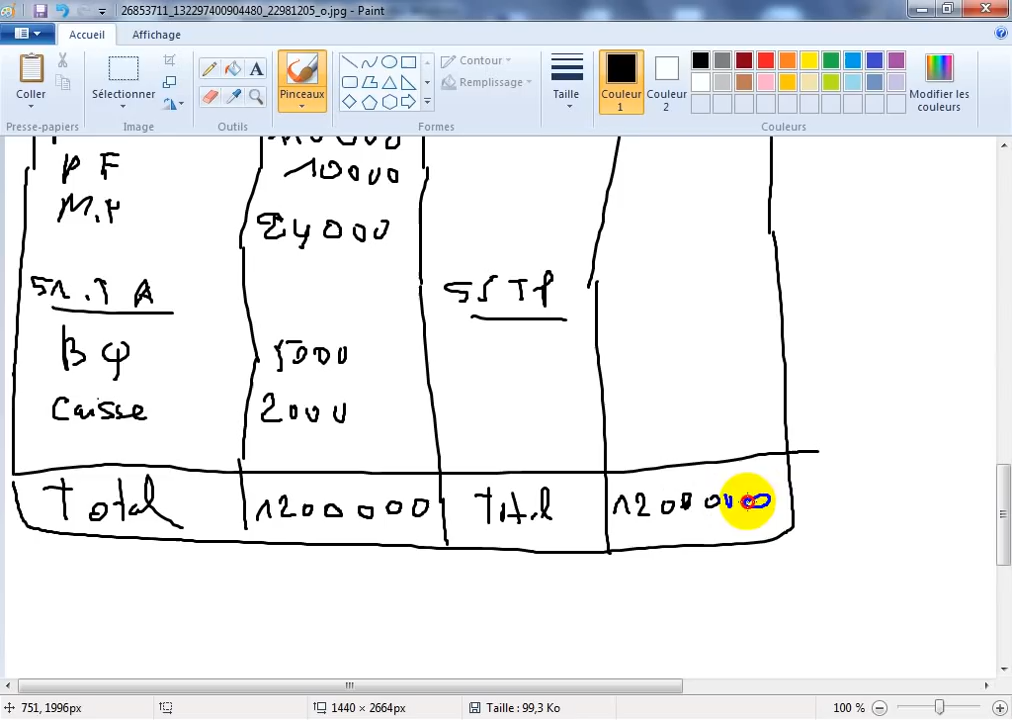 26853711_132297400904480_22981205_o.jpg - Paint
Accueil Affichage
Coller Sélectionner Pinceaux Contour Remplissage Taille Couleur 1 Couleur 2 Modifier les couleurs
Presse-papiers Image Outils Formes Couleurs
P F 10000
M.P 24000
S.T A S.S T P
BQ 5000
Caisse 2000
Total 1200000 Total 1200000
751, 1996px 1440 × 2664px Taille : 99,3 Ko 100 %